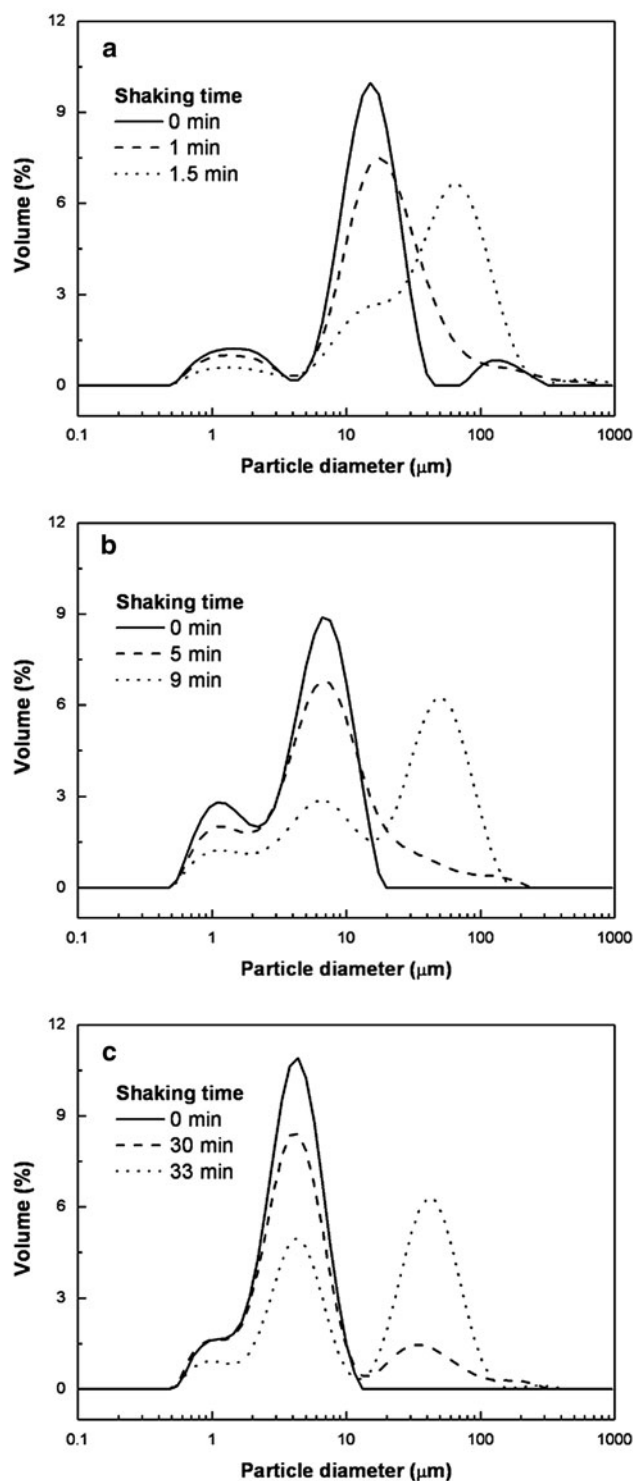 a
Shaking time
0 min
1 min
1.5 min
12
9
6
3
0
Volume (%)
0.1 1 10 100 1000
Particle diameter (μm)
b
Shaking time
0 min
5 min
9 min
12
9
6
3
0
Volume (%)
0.1 1 10 100 1000
Particle diameter (μm)
c
Shaking time
0 min
30 min
33 min
12
9
6
3
0
Volume (%)
0.1 1 10 100 1000
Particle diameter (μm)